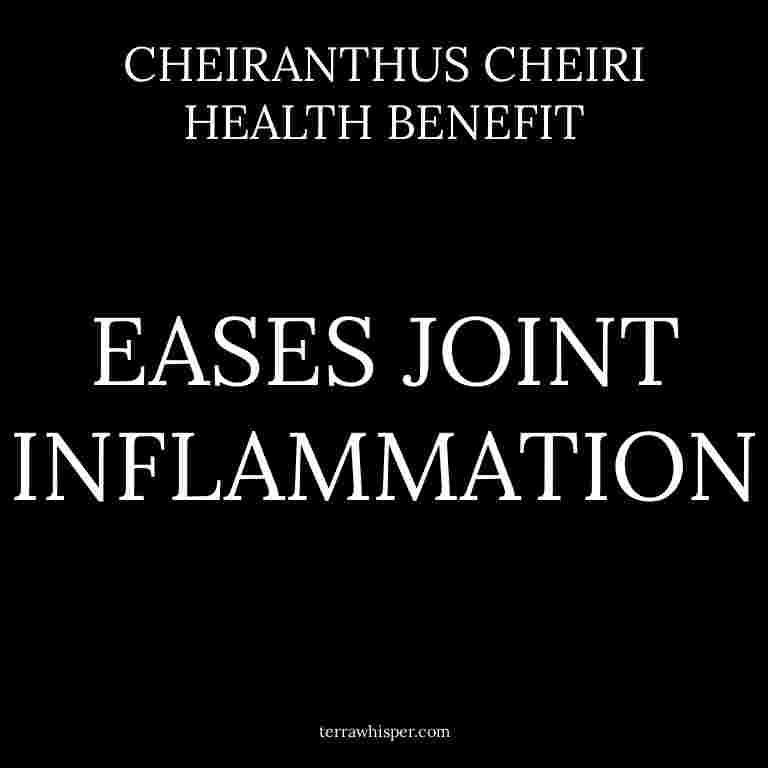 CHEIRANTHUS CHEIRI
HEALTH BENEFIT
EASES JOINT
INFLAMMATION
terrawhisper.com